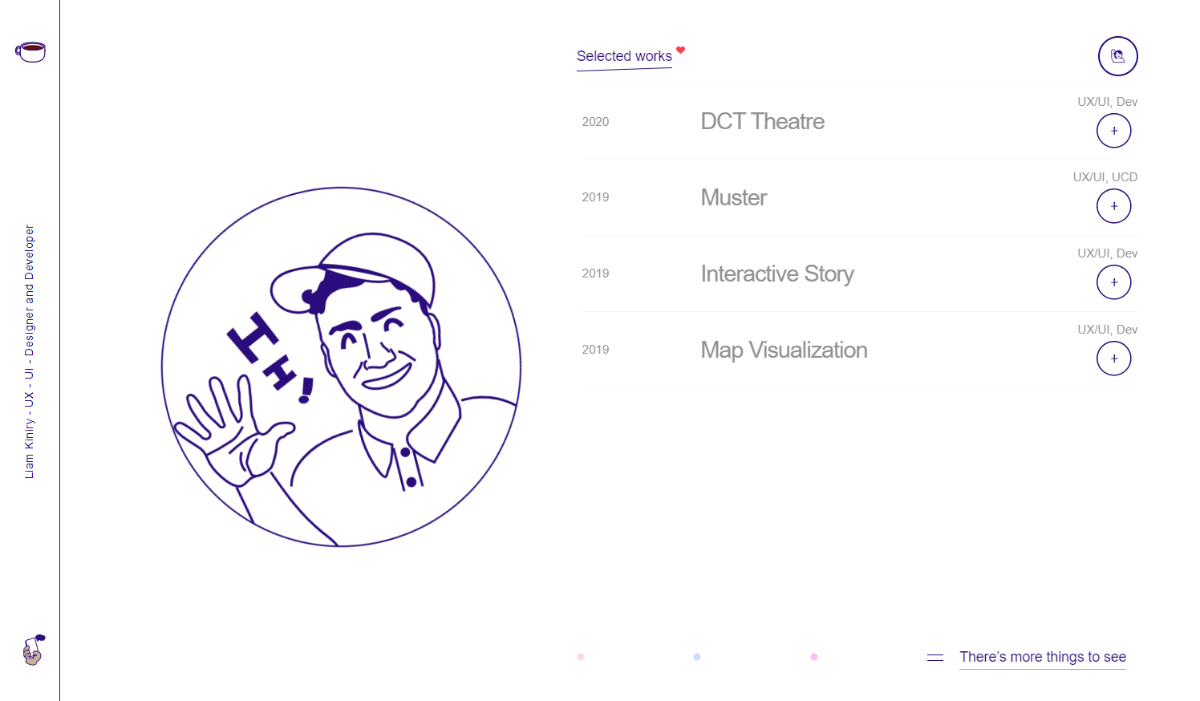 Liam Kiniry - UX - UI - Designer and Developer
HI!
Selected works
UX/UI, Dev
2020 DCT Theatre
+
UX/UI, UCD
2019 Muster
+
UX/UI, Dev
2019 Interactive Story
+
UX/UI, Dev
2019 Map Visualization
+
There's more things to see